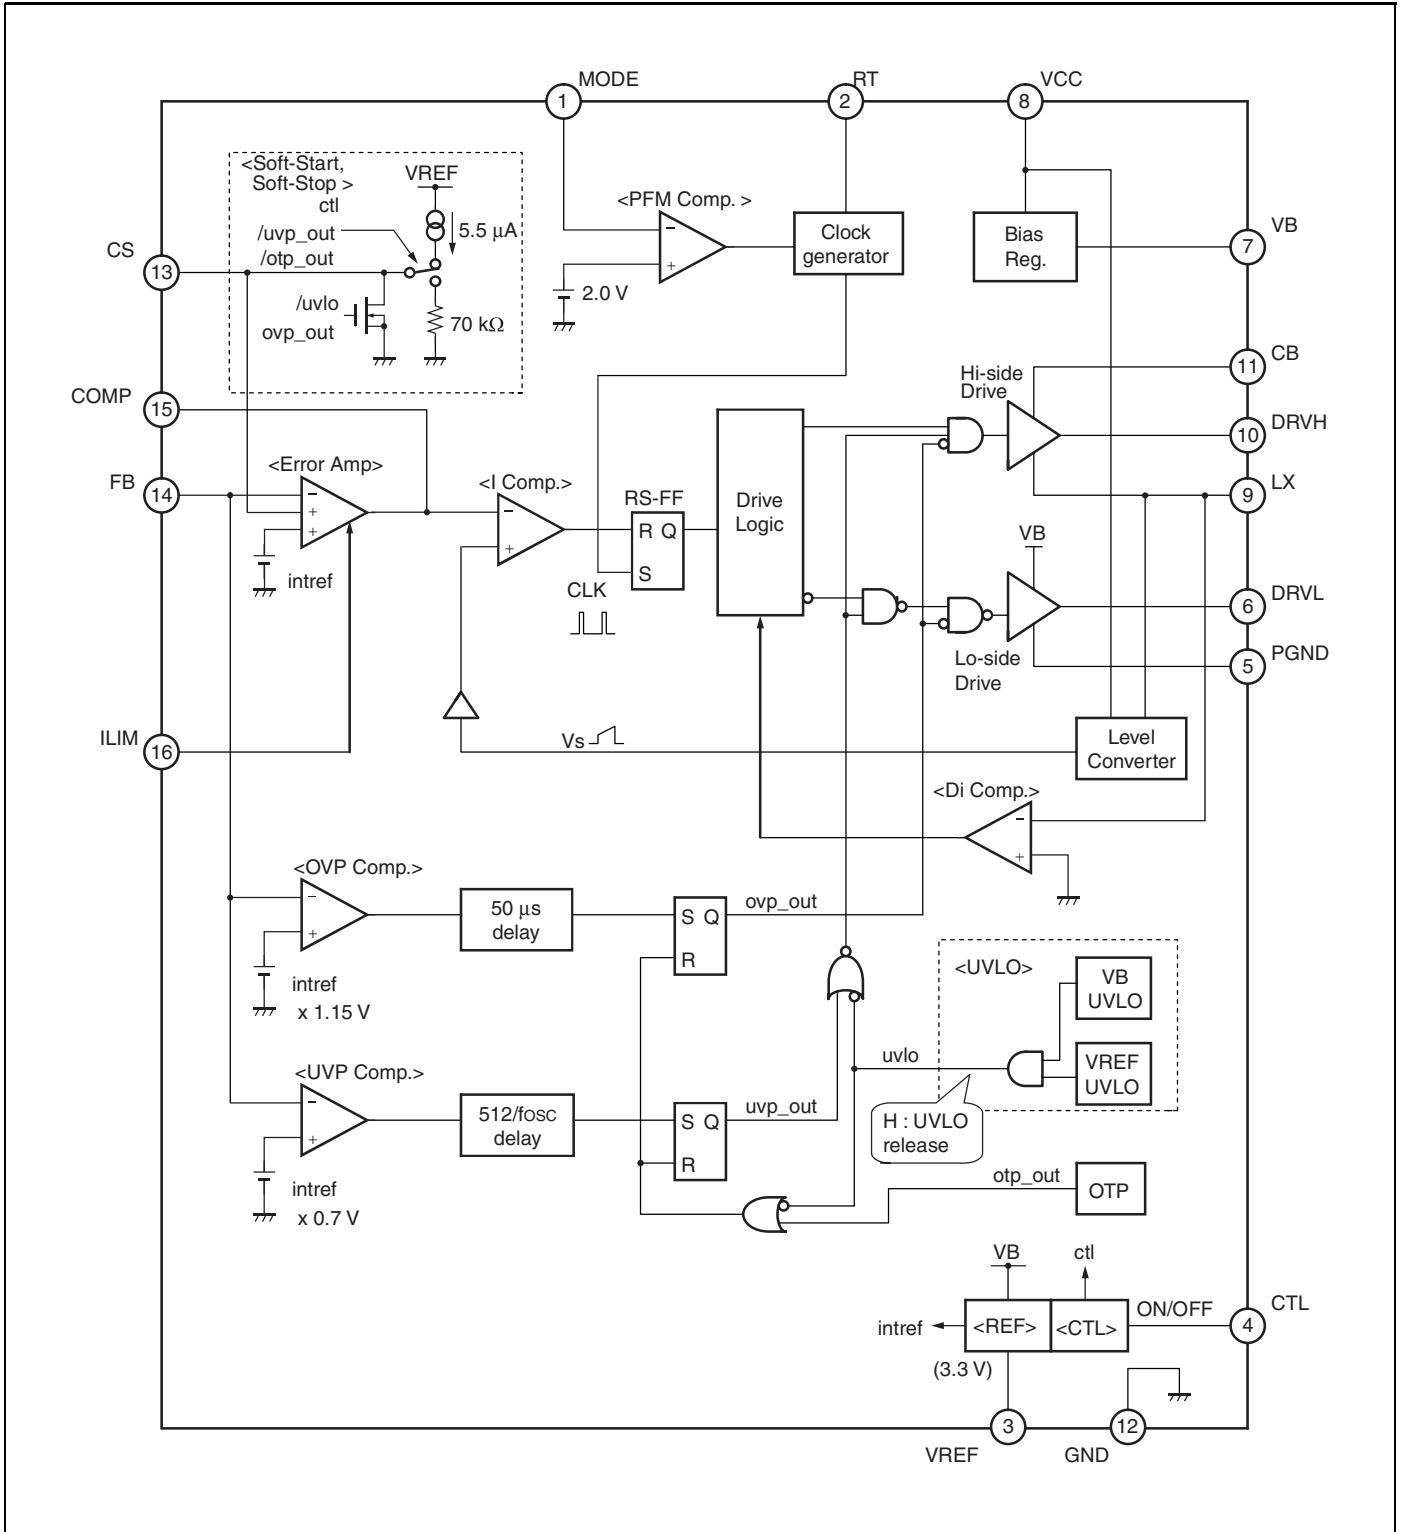 MODE
1
RT
2
VCC
8
<Soft-Start,
Soft-Stop >
ctl
VREF
/uvp_out
/otp_out
5.5 μA
/uvlo
ovp_out
70 kΩ
CS
13
<PFM Comp. >
−
+
2.0 V
Clock
generator
Bias
Reg.
VB
7
CB
11
Hi-side
Drive
DRVH
10
LX
9
COMP
15
FB
14
<Error Amp>
−
+
+
intref
<I Comp.>
−
+
RS-FF
R Q
S
CLK
Drive
Logic
VB
DRVL
6
Lo-side
Drive
PGND
5
ILIM
16
Vs
Level
Converter
<Di Comp.>
−
+
<OVP Comp.>
−
+
intref
x 1.15 V
50 μs
delay
S Q
R
ovp_out
<UVLO>
VB
UVLO
VREF
UVLO
uvlo
H : UVLO
release
<UVP Comp.>
−
+
intref
x 0.7 V
512/fOSC
delay
S Q
R
uvp_out
otp_out
OTP
VB
ctl
intref
<REF>
<CTL>
ON/OFF
CTL
4
(3.3 V)
3
VREF
12
GND